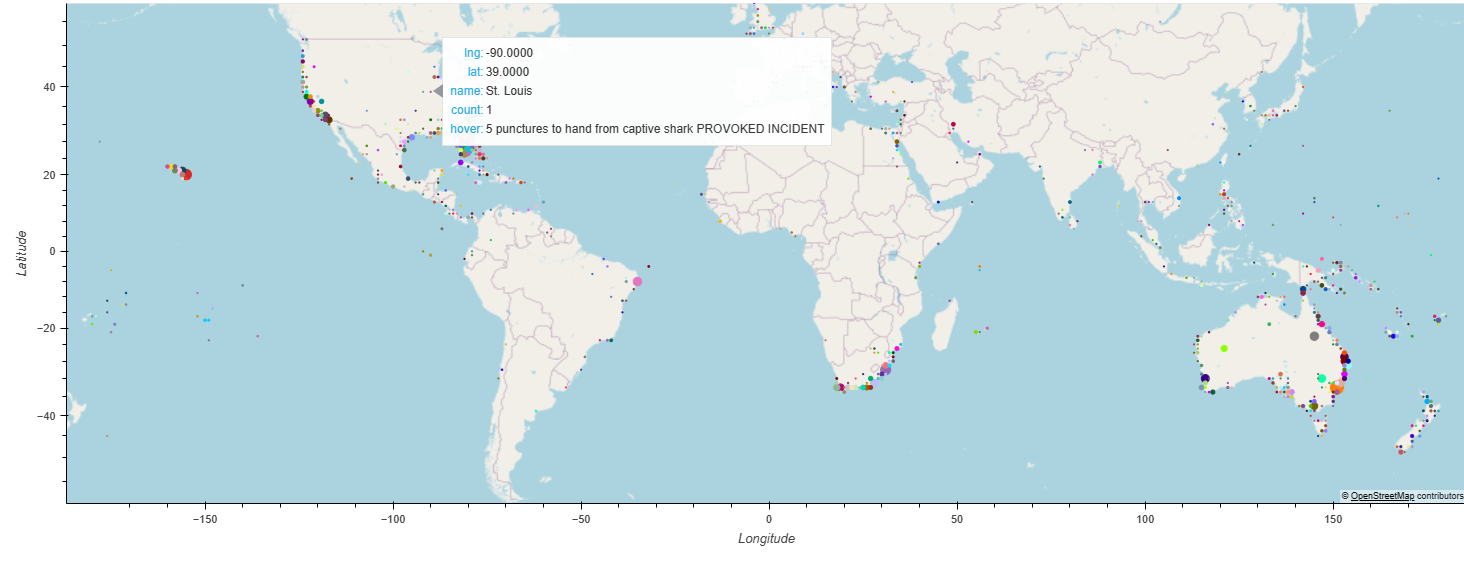 lng: -90.0000
lat: 39.0000
name: St. Louis
count: 1
hover: 5 punctures to hand from captive shark PROVOKED INCIDENT
Latitude
40
20
0
−20
−40
© OpenStreetMap contributors
−150
−100
−50
0
50
100
150
Longitude